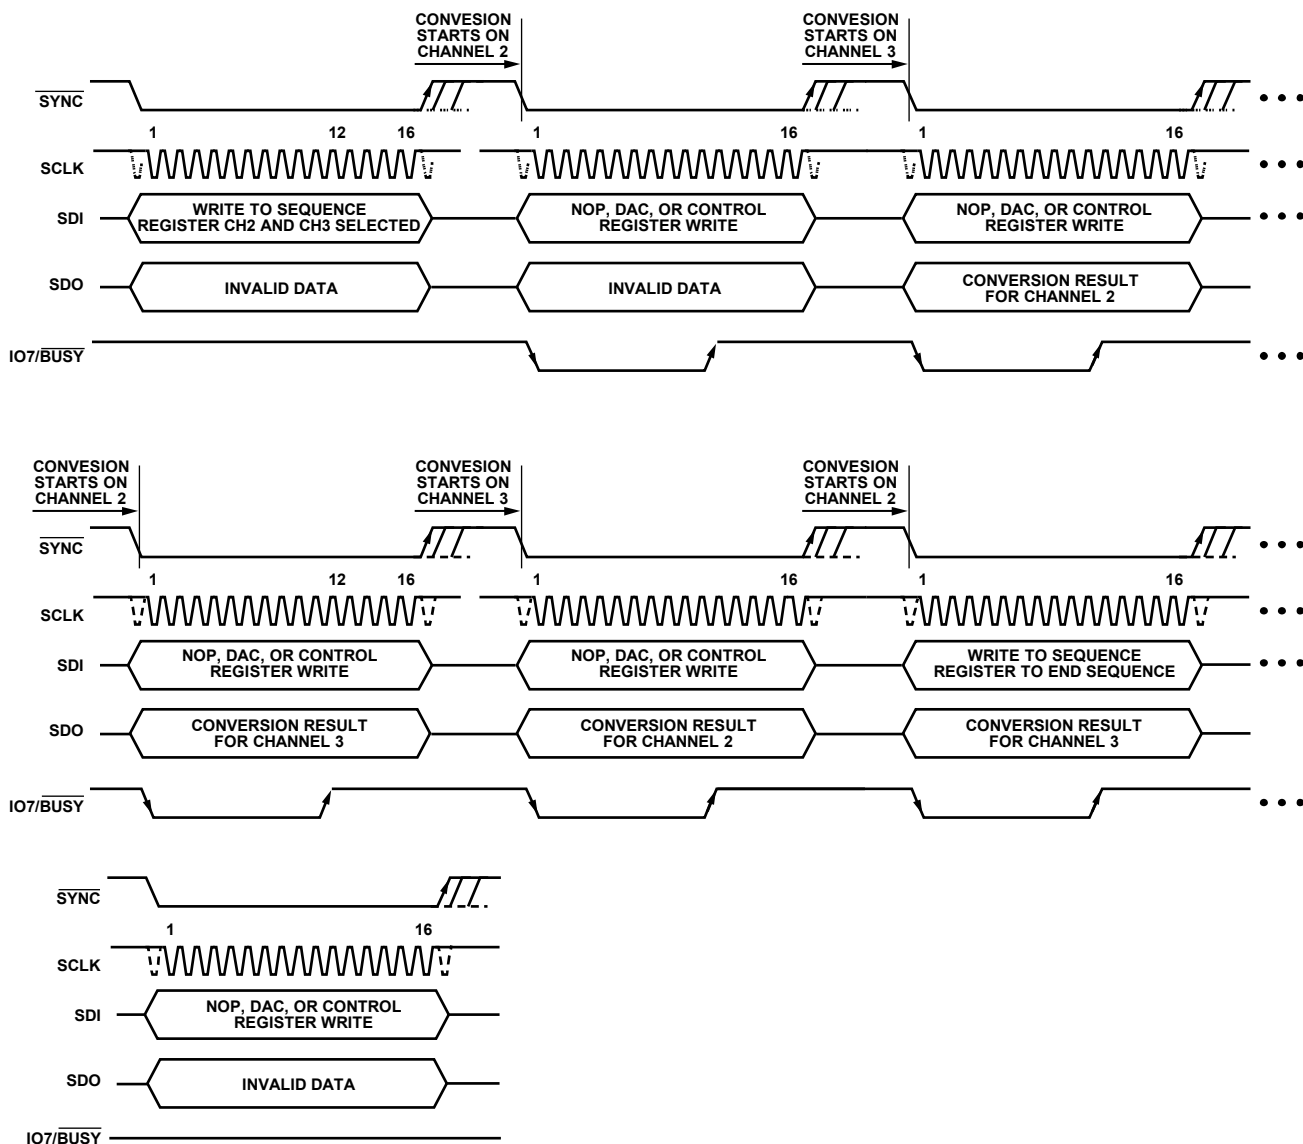 CONVESION
STARTS ON
CHANNEL 2
CONVESION
STARTS ON
CHANNEL 3
SYNC
1 12 16 1 16 1 16
SCLK
SDI
WRITE TO SEQUENCE
REGISTER CH2 AND CH3 SELECTED
NOP, DAC, OR CONTROL
REGISTER WRITE
NOP, DAC, OR CONTROL
REGISTER WRITE
SDO
INVALID DATA
INVALID DATA
CONVERSION RESULT
FOR CHANNEL 2
IO7/BUSY
CONVESION
STARTS ON
CHANNEL 2
CONVESION
STARTS ON
CHANNEL 3
CONVESION
STARTS ON
CHANNEL 2
SYNC
1 12 16 1 16 1 16
SCLK
SDI
NOP, DAC, OR CONTROL
REGISTER WRITE
NOP, DAC, OR CONTROL
REGISTER WRITE
WRITE TO SEQUENCE
REGISTER TO END SEQUENCE
SDO
CONVERSION RESULT
FOR CHANNEL 3
CONVERSION RESULT
FOR CHANNEL 2
CONVERSION RESULT
FOR CHANNEL 3
IO7/BUSY
SYNC
1 16
SCLK
SDI
NOP, DAC, OR CONTROL
REGISTER WRITE
SDO
INVALID DATA
IO7/BUSY